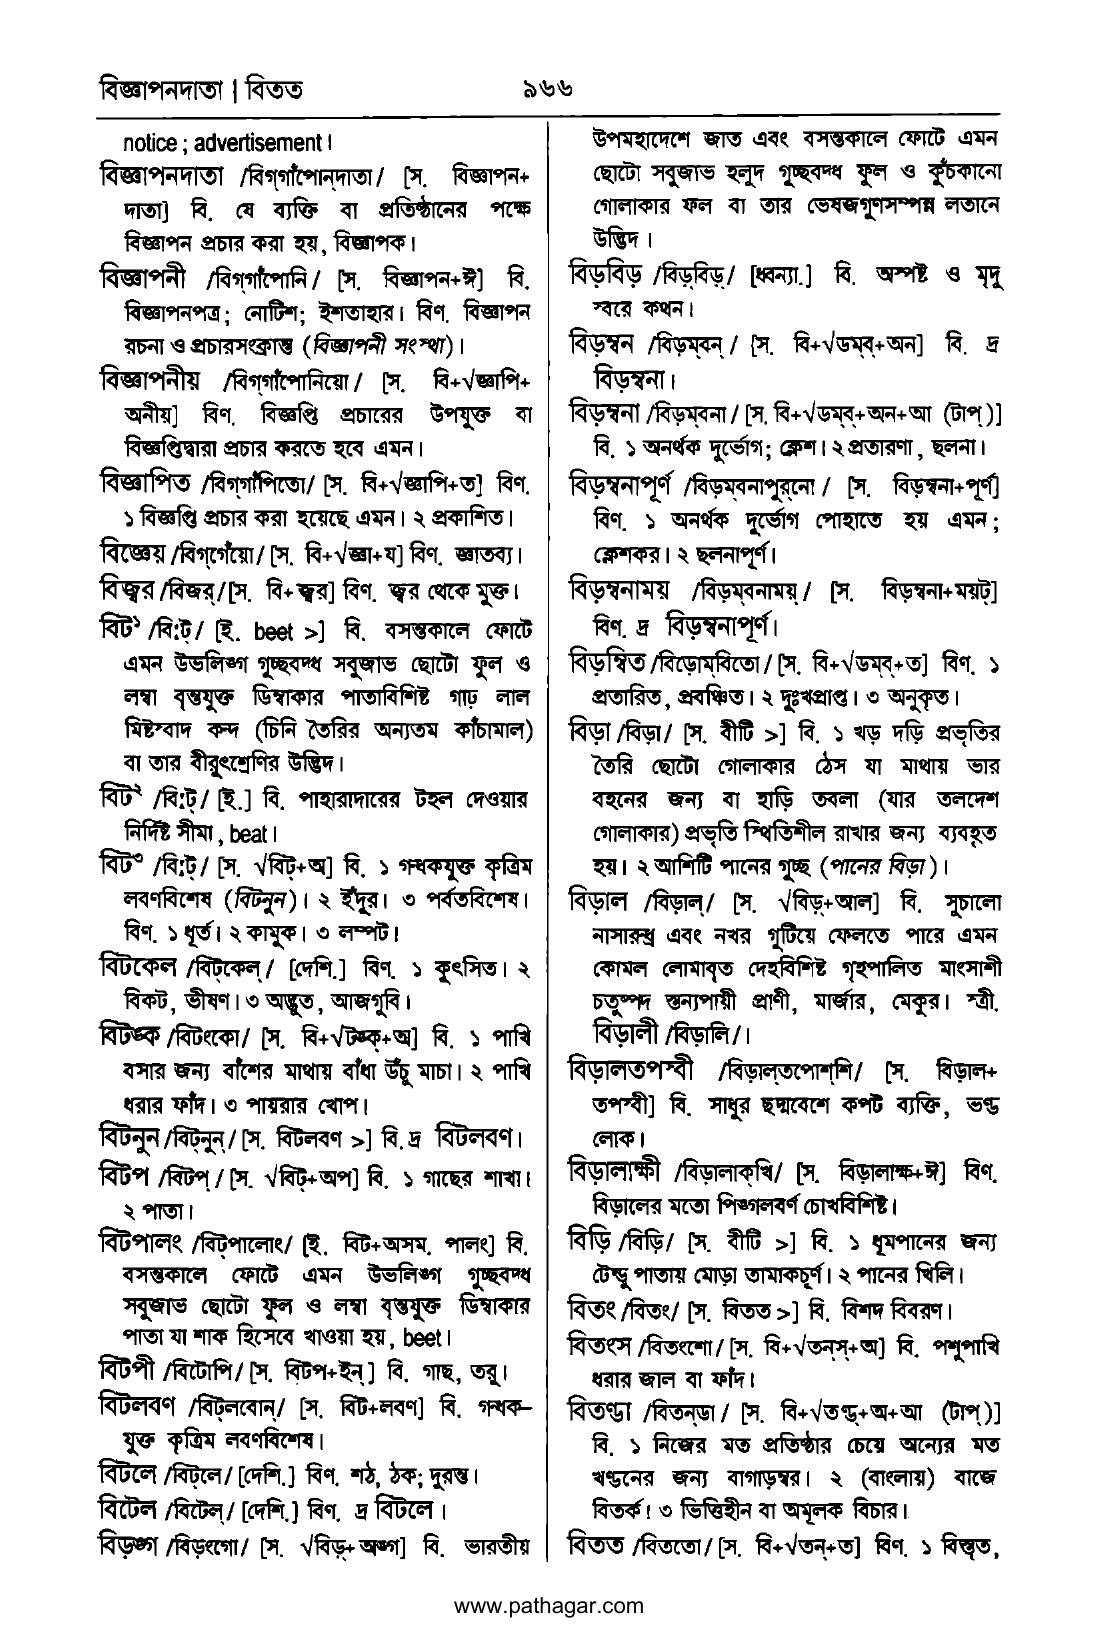 বিজ্ঞাপনদাতা | বিতত
৯৬৬
notice ; advertisement ।
বিজ্ঞাপনদাতা /বিগ্‌গাঁপোন্‌দাতা/ [স. বিজ্ঞাপন+
দাতা] বি. যে ব্যক্তি বা প্রতিষ্ঠানের পক্ষে
বিজ্ঞাপন প্রচার করা হয়, বিজ্ঞাপক।
বিজ্ঞাপনী /বিগ্‌গাঁপোনি/ [স. বিজ্ঞাপন+ঈ] বি.
বিজ্ঞাপনপত্র; নোটিশ; ইশতাহার। বিণ. বিজ্ঞাপন
রচনা ও প্রচারসংক্রান্ত (বিজ্ঞাপনী সংস্থা)।
বিজ্ঞাপনীয় /বিগ্‌গাঁপোনিয়ো/ [স. বি+√জ্ঞাপি+
অনীয়] বিণ. বিজ্ঞপ্তি প্রচারের উপযুক্ত বা
বিজ্ঞপ্তিদ্বারা প্রচার করতে হবে এমন।
বিজ্ঞাপিত /বিগ্‌গাঁপিতো/ [স. বি+√জ্ঞাপি+ত] বিণ.
১ বিজ্ঞপ্তি প্রচার করা হয়েছে এমন। ২ প্রকাশিত।
বিজ্ঞেয় /বিগ্‌গেঁয়ো/ [স. বি+√জ্ঞা+য] বিণ. জ্ঞাতব্য।
বিজ্বর /বিজর্/ [স. বি+জ্বর] বিণ. জ্বর থেকে মুক্ত।
বিট১ /বি:ট্/ [ই. beet >] বি. বসন্তকালে ফোটে
এমন উভলিঙ্গ গুচ্ছবদ্ধ সবুজাভ ছোটো ফুল ও
লম্বা বৃন্তযুক্ত ডিম্বাকার পাতাবিশিষ্ট গাঢ় লাল
মিষ্টস্বাদ কন্দ (চিনি তৈরির অন্যতম কাঁচামাল)
বা তার বীরুৎশ্রেণির উদ্ভিদ।
বিট২ /বি:ট্/ [ই.] বি. পাহারাদারের টহল দেওয়ার
নির্দিষ্ট সীমা, beat।
বিট৩ /বি:ট্/ [স. √বিট্+অ] বি. ১ গন্ধকযুক্ত কৃত্রিম
লবণবিশেষ (বিটনুন)। ২ ইঁদুর। ৩ পর্বতবিশেষ।
বিণ. ১ ধূর্ত। ২ কামুক। ৩ লম্পট।
বিটকেল /বিট্‌কেল্/ [দেশি.] বিণ. ১ কুৎসিত। ২
বিকট, ভীষণ। ৩ অদ্ভুত, আজগুবি।
বিটঙ্ক /বিটংকো/ [স. বি+√টঙ্ক্+অ] বি. ১ পাখি
বসার জন্য বাঁশের মাথায় বাঁধা উঁচু মাচা। ২ পাখি
ধরার ফাঁদ। ৩ পায়রার খোপ।
বিটনুন /বিট্‌নুন্/ [স. বিটলবণ >] বি. দ্র বিটলবণ।
বিটপ /বিটপ্/ [স. √বিট্+অপ] বি. ১ গাছের শাখা।
২ পাতা।
বিটপালং /বিট্‌পালোং/ [ই. বিট+অসম. পালং] বি.
বসন্তকালে ফোটে এমন উভলিঙ্গ গুচ্ছবদ্ধ
সবুজাভ ছোটো ফুল ও লম্বা বৃন্তযুক্ত ডিম্বাকার
পাতা যা শাক হিসেবে খাওয়া হয়, beet।
বিটপী /বিটোপি/ [স. বিটপ+ইন্] বি. গাছ, তরু।
বিটলবণ /বিট্‌লবোন্/ [স. বিট+লবণ] বি. গন্ধক-
যুক্ত কৃত্রিম লবণবিশেষ।
বিটলে /বিট্‌লে/ [দেশি.] বিণ. শঠ, ঠক; দুরন্ত।
বিটেল /বিটেল্/ [দেশি.] বিণ. দ্র বিটলে।
বিড়ঙ্গ /বিড়ংগো/ [স. √বিড়্+অঙ্গ] বি. ভারতীয়
উপমহাদেশে জাত এবং বসন্তকালে ফোটে এমন
ছোটো সবুজাভ হলুদ গুচ্ছবদ্ধ ফুল ও কুঁচকানো
গোলাকার ফল বা তার ভেষজগুণসম্পন্ন লতানে
উদ্ভিদ।
বিড়বিড় /বিড়্‌বিড়্/ [ধ্বন্যা.] বি. অস্পষ্ট ও মৃদু
স্বরে কথন।
বিড়ম্বন /বিড়ম্‌বন্/ [স. বি+√ডম্ব্+অন] বি. দ্র
বিড়ম্বনা।
বিড়ম্বনা /বিড়ম্‌বনা/ [স. বি+√ডম্ব্+অন+আ (টাপ্)]
বি. ১ অনর্থক দুর্ভোগ; ক্লেশ। ২ প্রতারণা, ছলনা।
বিড়ম্বনাপূর্ণ /বিড়ম্‌বনাপুর্‌নো/ [স. বিড়ম্বনা+পূর্ণ]
বিণ. ১ অনর্থক দুর্ভোগ পোহাতে হয় এমন;
ক্লেশকর। ২ ছলনাপূর্ণ।
বিড়ম্বনাময় /বিড়ম্‌বনাময়্/ [স. বিড়ম্বনা+ময়ট্]
বিণ. দ্র বিড়ম্বনাপূর্ণ।
বিড়ম্বিত /বিড়োম্‌বিতো/ [স. বি+√ডম্ব্+ত] বিণ. ১
প্রতারিত, প্রবঞ্চিত। ২ দুঃখপ্রাপ্ত। ৩ অনুকৃত।
বিড়া /বিড়া/ [স. বীটি >] বি. ১ খড় দড়ি প্রভৃতির
তৈরি ছোটো গোলাকার ঠেস যা মাথায় ভার
বহনের জন্য বা হাড়ি তবলা (যার তলদেশ
গোলাকার) প্রভৃতি স্থিতিশীল রাখার জন্য ব্যবহৃত
হয়। ২ আশিটি পানের গুচ্ছ (পানের বিড়া)।
বিড়াল /বিড়াল্/ [স. √বিড়্+আল] বি. সুচালো
নাসারন্ধ্র এবং নখর গুটিয়ে ফেলতে পারে এমন
কোমল লোমাবৃত দেহবিশিষ্ট গৃহপালিত মাংসাশী
চতুষ্পদ স্তন্যপায়ী প্রাণী, মার্জার, মেকুর। স্ত্রী.
বিড়ালী /বিড়ালি/।
বিড়ালতপস্বী /বিড়াল্‌তপোশ্‌শি/ [স. বিড়াল+
তপস্বী] বি. সাধুর ছদ্মবেশে কপট ব্যক্তি, ভণ্ড
লোক।
বিড়ালাক্ষী /বিড়ালাক্‌খি/ [স. বিড়ালাক্ষ+ঈ] বিণ.
বিড়ালের মতো পিঙ্গলবর্ণ চোখবিশিষ্ট।
বিড়ি /বিড়ি/ [স. বীটি >] বি. ১ ধূমপানের জন্য
টেন্ডু পাতায় মোড়া তামাকচূর্ণ। ২ পানের খিলি।
বিতং /বিতং/ [স. বিতত >] বি. বিশদ বিবরণ।
বিতংস /বিতংশো/ [স. বি+√তন্‌স্+অ] বি. পশুপাখি
ধরার জাল বা ফাঁদ।
বিতণ্ডা /বিতন্‌ডা/ [স. বি+√তণ্ড্+অ+আ (টাপ্)]
বি. ১ নিজের মত প্রতিষ্ঠার চেয়ে অন্যের মত
খণ্ডনের জন্য বাগাড়ম্বর। ২ (বাংলায়) বাজে
বিতর্ক! ৩ ভিত্তিহীন বা অমূলক বিচার।
বিতত /বিততো/ [স. বি+√তন্+ত] বিণ. ১ বিস্তৃত,
www.pathagar.com